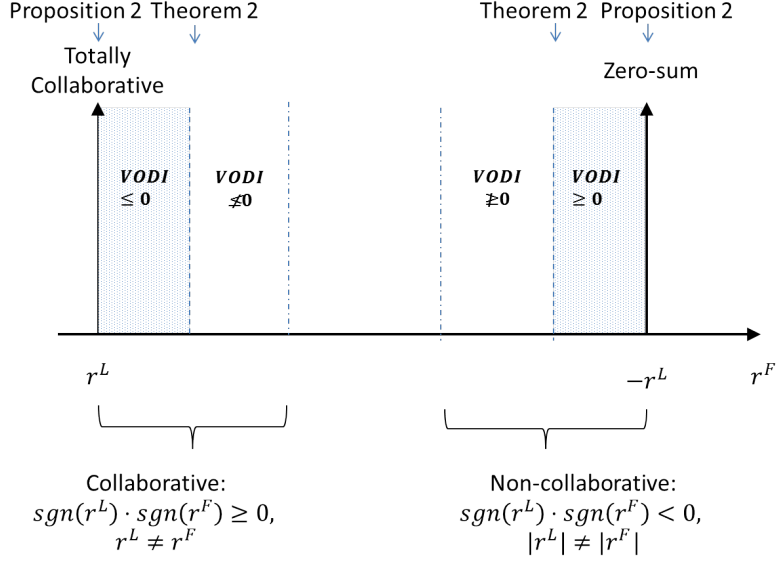 Proposition 2 Theorem 2 Theorem 2 Proposition 2
Totally
Collaborative
Zero-sum
VODI
≤ 0
VODI
≰0
VODI
≱0
VODI
≥ 0
r^L
−r^L
r^F
Collaborative:
sgn(r^L) · sgn(r^F) ≥ 0,
r^L ≠ r^F
Non-collaborative:
sgn(r^L) · sgn(r^F) < 0,
|r^L| ≠ |r^F|